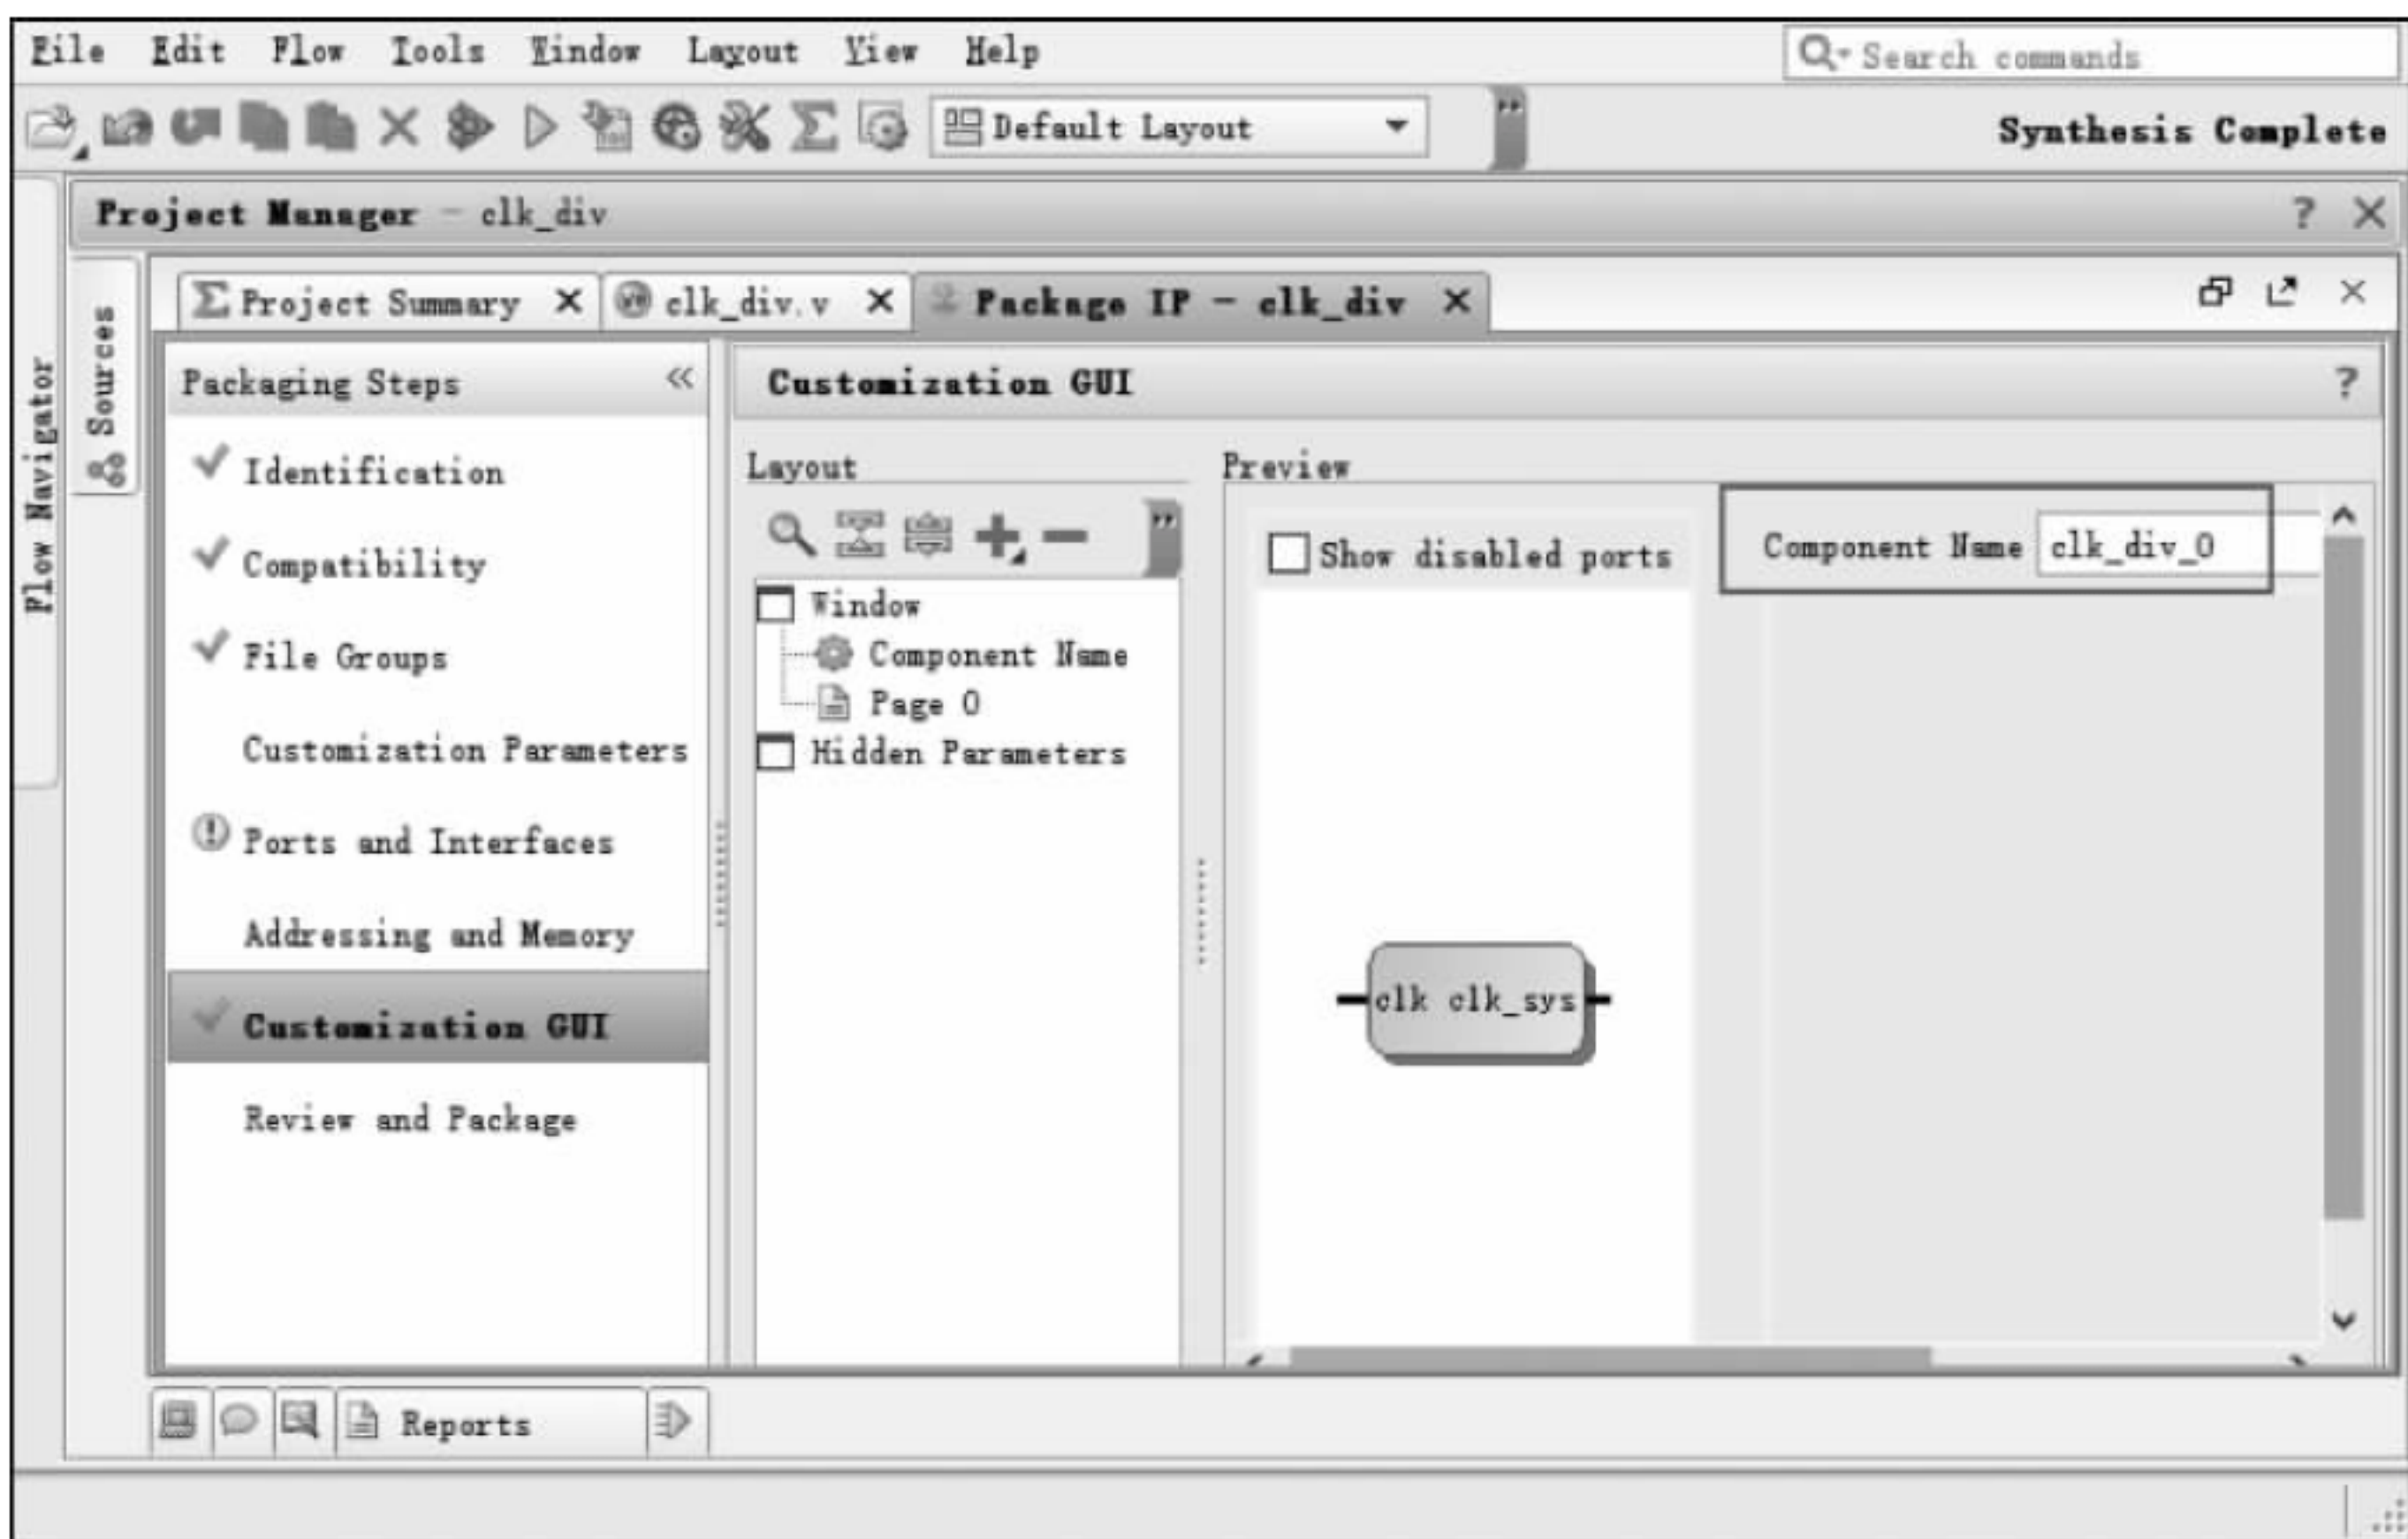 File Edit Flow Tools Window Layout View Help
Search commands
Default Layout
Synthesis Complete
Project Manager - clk_div
Flow Navigator
Sources
Project Summary
clk_div.v
Package IP - clk_div
Packaging Steps
Identification
Compatibility
File Groups
Customization Parameters
Ports and Interfaces
Addressing and Memory
Customization GUI
Review and Package
Customization GUI
Layout
Window
Component Name
Page 0
Hidden Parameters
Preview
Show disabled ports
Component Name clk_div_0
clk clk_sys
Reports